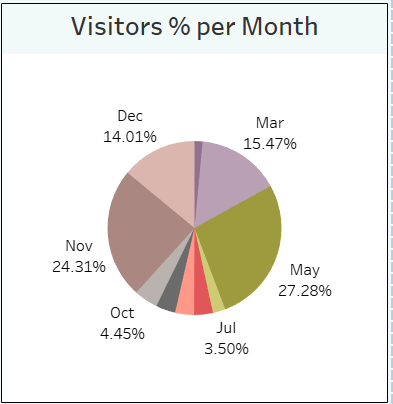 Visitors % per Month
Dec
14.01%
Mar
15.47%
Nov
24.31%
May
27.28%
Oct
4.45%
Jul
3.50%